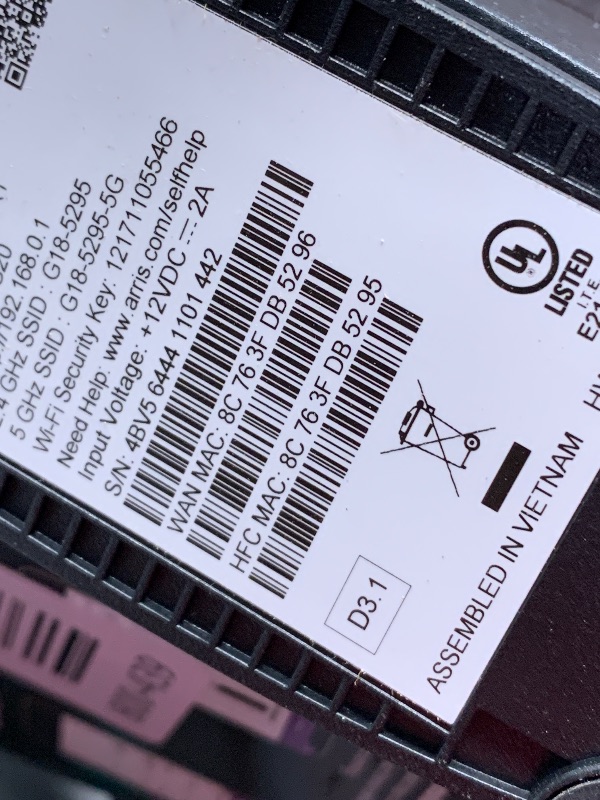 192.168.0.1
GHz SSID : G18-5295
5 GHz SSID : G18-5295-5G
Wi-Fi Security Key: 121711055466
Need Help: www.arris.com/selfhelp
Input Voltage: +12VDC ⎓ 2A
S/N: 4BV5 6444 1101 442
WAN MAC: 8C 76 3F DB 52 96
HFC MAC: 8C 76 3F DB 52 95
D3.1
UL
LISTED
I.T.E.
ASSEMBLED IN VIETNAM